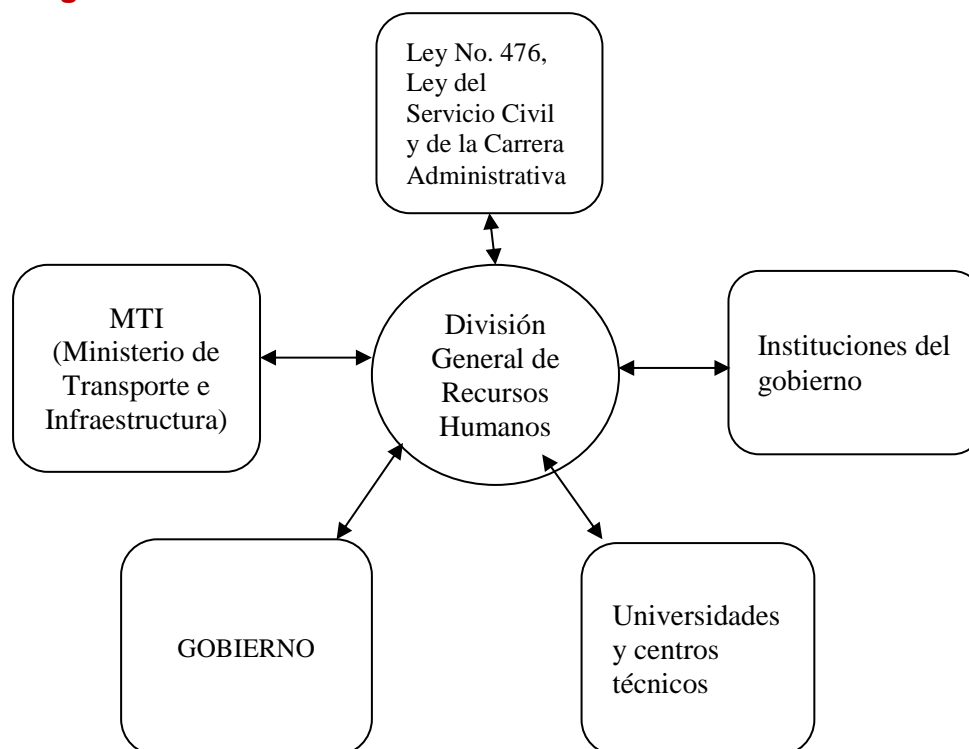 Ley No. 476,
Ley del
Servicio Civil
y de la Carrera
Administrativa
MTI
(Ministerio de
Transporte e
Infraestructura)
División
General de
Recursos
Humanos
Instituciones del
gobierno
GOBIERNO
Universidades
y centros
técnicos